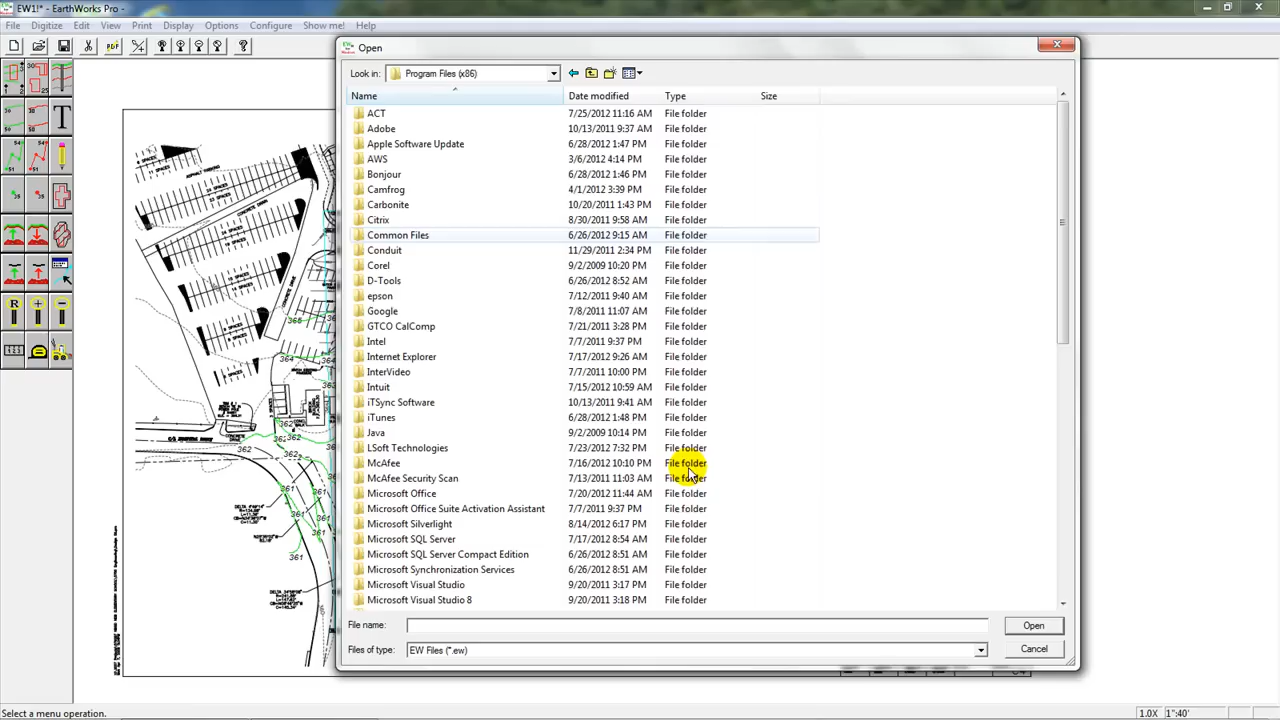 EW1!* - EarthWorks Pro -
File Digitize Edit View Print Display Options Configure Show me! Help
Open
Look in: Program Files (x86)
Name Date modified Type Size
ACT 7/25/2012 11:16 AM File folder
Adobe 10/13/2011 9:37 AM File folder
Apple Software Update 6/28/2012 1:47 PM File folder
AWS 3/6/2012 4:14 PM File folder
Bonjour 6/28/2012 1:46 PM File folder
Camfrog 4/1/2012 3:39 PM File folder
Carbonite 10/20/2011 1:43 PM File folder
Citrix 8/30/2011 9:58 AM File folder
Common Files 6/26/2012 9:15 AM File folder
Conduit 11/29/2011 2:34 PM File folder
Corel 9/2/2009 10:20 PM File folder
D-Tools 6/26/2012 8:52 AM File folder
epson 7/12/2011 9:40 AM File folder
Google 7/8/2011 11:07 AM File folder
GTCO CalComp 7/21/2011 3:28 PM File folder
Intel 7/7/2011 9:37 PM File folder
Internet Explorer 7/17/2012 9:26 AM File folder
InterVideo 7/7/2011 10:00 PM File folder
Intuit 7/15/2012 10:59 AM File folder
iTSync Software 10/13/2011 9:41 AM File folder
iTunes 6/28/2012 1:48 PM File folder
Java 9/2/2009 10:14 PM File folder
LSoft Technologies 7/23/2012 7:32 PM File folder
McAfee 7/16/2012 10:10 PM File folder
McAfee Security Scan 7/13/2011 11:03 AM File folder
Microsoft Office 7/20/2012 11:44 AM File folder
Microsoft Office Suite Activation Assistant 7/7/2011 9:37 PM File folder
Microsoft Silverlight 8/14/2012 6:17 PM File folder
Microsoft SQL Server 7/17/2012 8:54 AM File folder
Microsoft SQL Server Compact Edition 6/26/2012 8:51 AM File folder
Microsoft Synchronization Services 6/26/2012 8:51 AM File folder
Microsoft Visual Studio 9/20/2011 3:17 PM File folder
Microsoft Visual Studio 8 9/20/2011 3:18 PM File folder
File name: Open
Files of type: EW Files (*.ew) Cancel
365
364
362
362
362
361
361
361
361
Select a menu operation. 1.0X 1":40'